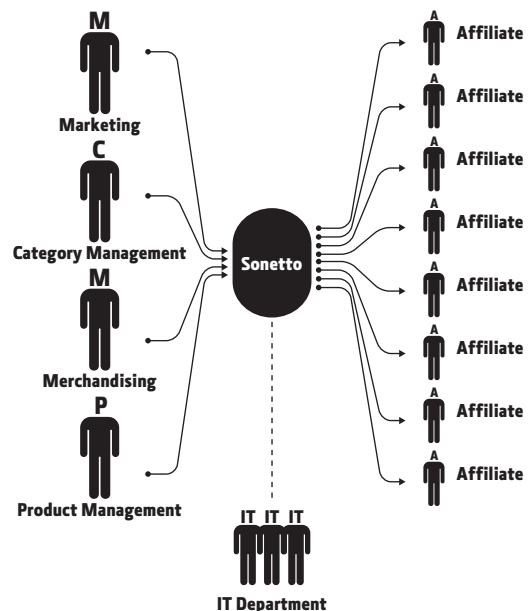 M
Marketing
C
Category Management
M
Merchandising
P
Product Management
Sonetto
IT IT IT
IT Department
A
Affiliate
A
Affiliate
A
Affiliate
A
Affiliate
A
Affiliate
A
Affiliate
A
Affiliate
A
Affiliate